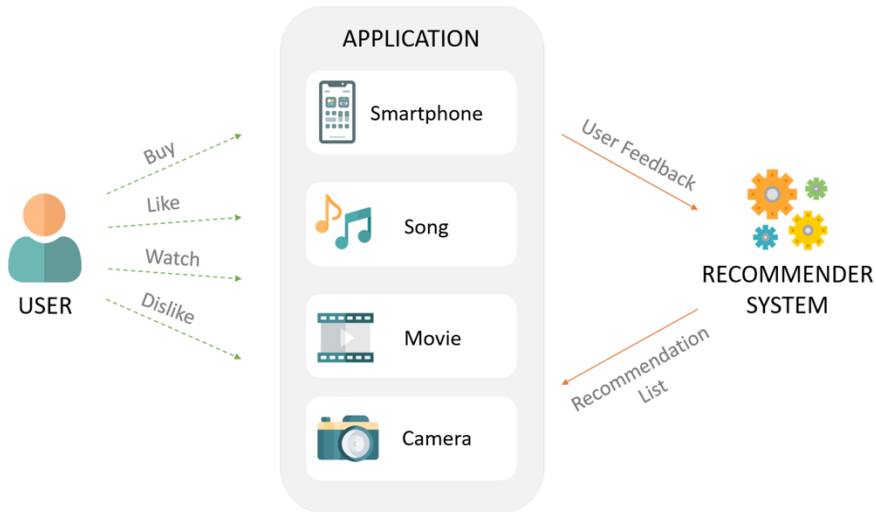 APPLICATION
Smartphone
Buy
User Feedback
Like
Song
Watch
RECOMMENDER
SYSTEM
USER
Dislike
Movie
Recommendation
List
Camera